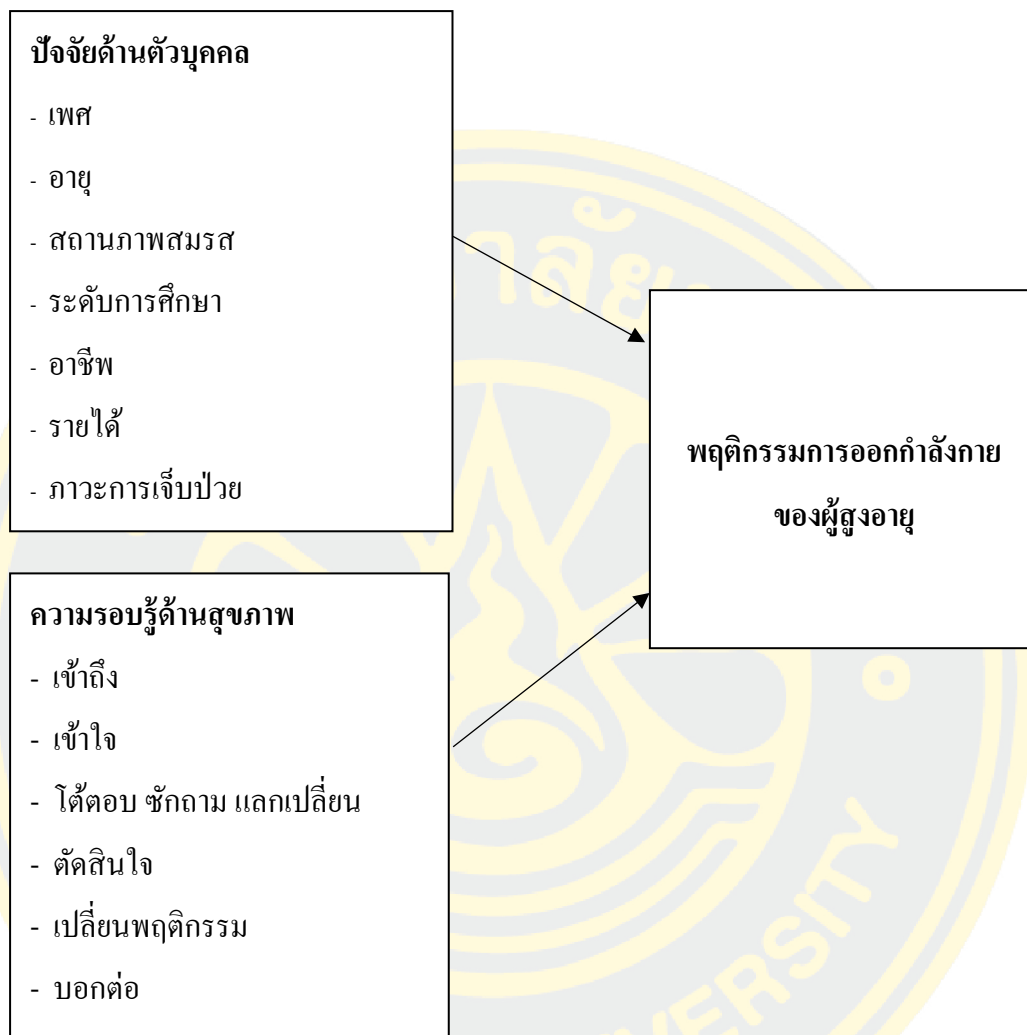 ปัจจัยด้านตัวบุคคล
- เพศ
- อายุ
- สถานภาพสมรส
- ระดับการศึกษา
- อาชีพ
- รายได้
- ภาวะการเจ็บป่วย
พฤติกรรมการออกกำลังกาย
ของผู้สูงอายุ
ความรอบรู้ด้านสุขภาพ
- เข้าถึง
- เข้าใจ
- โต้ตอบ ซักถาม แลกเปลี่ยน
- ตัดสินใจ
- เปลี่ยนพฤติกรรม
- บอกต่อ